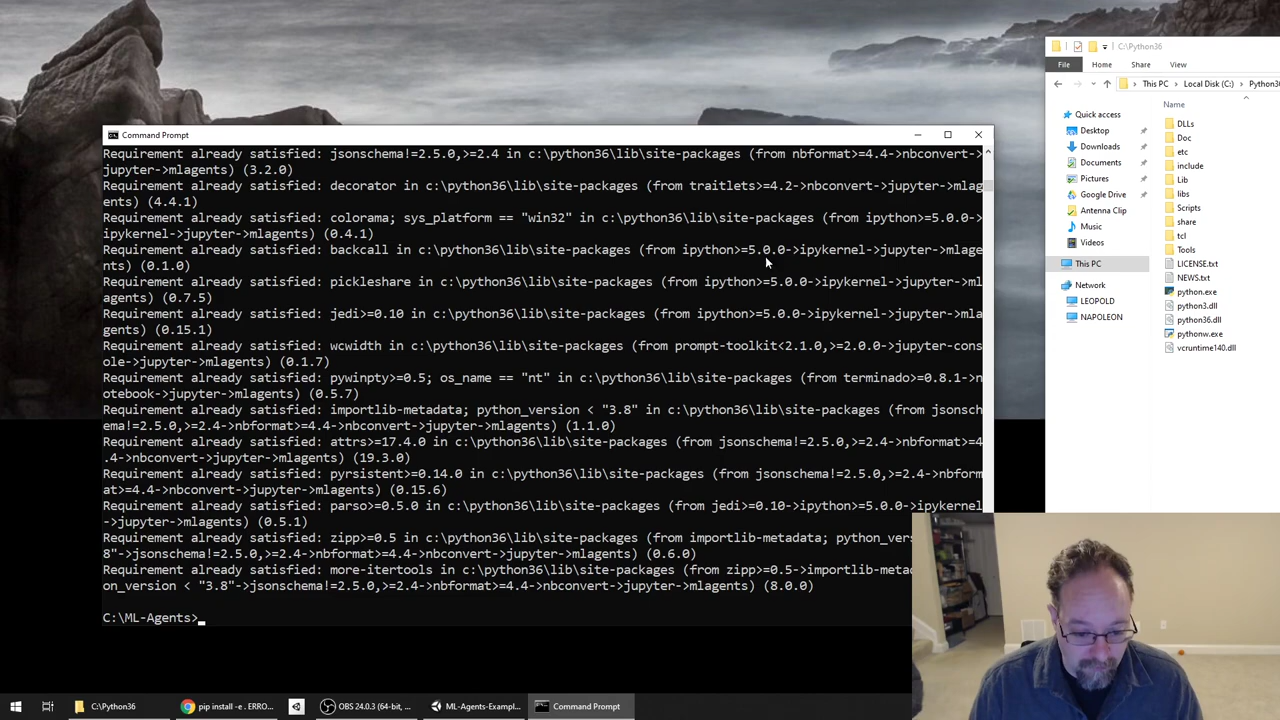 C:\Python36
File Home Share View
This PC Local Disk (C:) Python36
Name
Quick access
Desktop
Downloads
Documents
Pictures
Google Drive
Antenna Clip
Music
Videos
This PC
Network
LEOPOLD
NAPOLEON
DLLs
Doc
etc
include
Lib
libs
Scripts
share
tcl
Tools
LICENSE.txt
NEWS.txt
python.exe
python3.dll
python36.dll
pythonw.exe
vcruntime140.dll
Command Prompt
Requirement already satisfied: jsonschema!=2.5.0,>=2.4 in c:\python36\lib\site-packages (from nbformat>=4.4->nbconvert->
jupyter->mlagents) (3.2.0)
Requirement already satisfied: decorator in c:\python36\lib\site-packages (from traitlets>=4.2->nbconvert->jupyter->mlag
ents) (4.4.1)
Requirement already satisfied: colorama; sys_platform == "win32" in c:\python36\lib\site-packages (from ipython>=5.0.0->
ipykernel->jupyter->mlagents) (0.4.1)
Requirement already satisfied: backcall in c:\python36\lib\site-packages (from ipython>=5.0.0->ipykernel->jupyter->mlage
nts) (0.1.0)
Requirement already satisfied: pickleshare in c:\python36\lib\site-packages (from ipython>=5.0.0->ipykernel->jupyter->ml
agents) (0.7.5)
Requirement already satisfied: jedi>=0.10 in c:\python36\lib\site-packages (from ipython>=5.0.0->ipykernel->jupyter->mla
gents) (0.15.1)
Requirement already satisfied: wcwidth in c:\python36\lib\site-packages (from prompt-toolkit<2.1.0,>=2.0.0->jupyter-cons
ole->jupyter->mlagents) (0.1.7)
Requirement already satisfied: pywinpty>=0.5; os_name == "nt" in c:\python36\lib\site-packages (from terminado>=0.8.1->n
otebook->jupyter->mlagents) (0.5.7)
Requirement already satisfied: importlib-metadata; python_version < "3.8" in c:\python36\lib\site-packages (from jsonsch
ema!=2.5.0,>=2.4->nbformat>=4.4->nbconvert->jupyter->mlagents) (1.1.0)
Requirement already satisfied: attrs>=17.4.0 in c:\python36\lib\site-packages (from jsonschema!=2.5.0,>=2.4->nbformat>=4
.4->nbconvert->jupyter->mlagents) (19.3.0)
Requirement already satisfied: pyrsistent>=0.14.0 in c:\python36\lib\site-packages (from jsonschema!=2.5.0,>=2.4->nbform
at>=4.4->nbconvert->jupyter->mlagents) (0.15.6)
Requirement already satisfied: parso>=0.5.0 in c:\python36\lib\site-packages (from jedi>=0.10->ipython>=5.0.0->ipykernel
->jupyter->mlagents) (0.5.1)
Requirement already satisfied: zipp>=0.5 in c:\python36\lib\site-packages (from importlib-metadata; python_vers
8"->jsonschema!=2.5.0,>=2.4->nbformat>=4.4->nbconvert->jupyter->mlagents) (0.6.0)
Requirement already satisfied: more-itertools in c:\python36\lib\site-packages (from zipp>=0.5->importlib-metad
on_version < "3.8"->jsonschema!=2.5.0,>=2.4->nbformat>=4.4->nbconvert->jupyter->mlagents) (8.0.0)
C:\ML-Agents>
C:\Python36 pip install -e . ERRO... OBS 24.0.3 (64-bit, ... ML-Agents-Exampl... Command Prompt